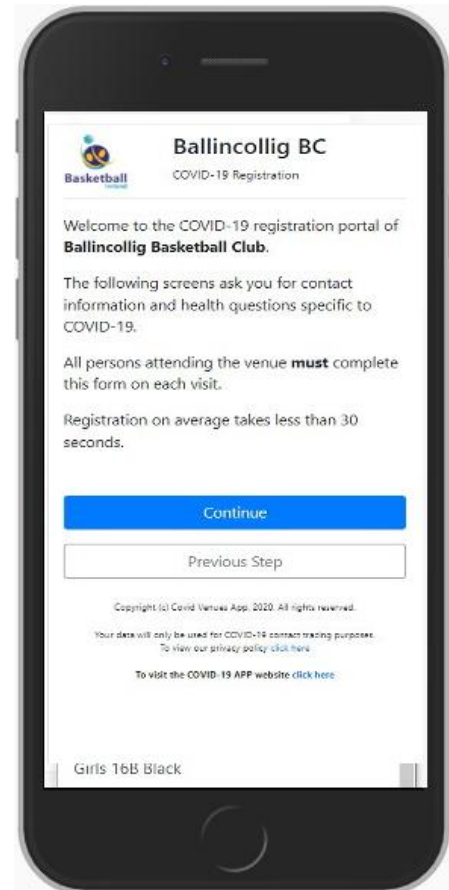 Ballincollig BC
Basketball
Ireland
COVID-19 Registration
Welcome to the COVID-19 registration portal of
Ballincollig Basketball Club.
The following screens ask you for contact
information and health questions specific to
COVID-19.
All persons attending the venue must complete
this form on each visit.
Registration on average takes less than 30
seconds.
Continue
Previous Step
Copyright (c) Covid Venues App, 2020. All rights reserved.
Your data will only be used for COVID-19 contact tracing purposes.
To view our privacy policy click here
To visit the COVID-19 APP website click here
Girls 16B Black